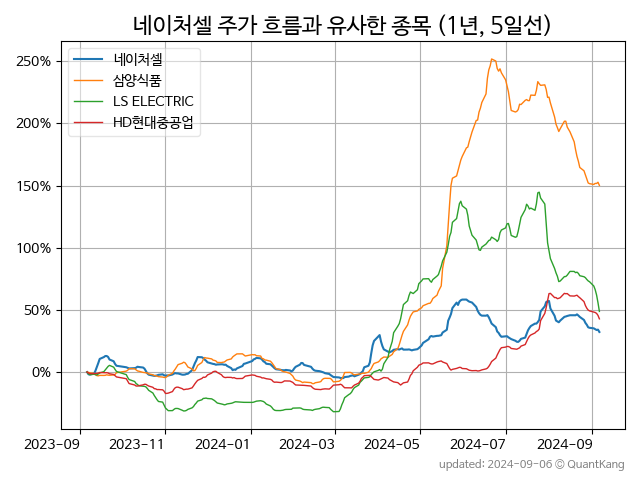 네이처셀 주가 흐름과 유사한 종목 (1년, 5일선)
네이처셀
삼양식품
LS ELECTRIC
HD현대중공업
250%
200%
150%
100%
50%
0%
2023-09 2023-11 2024-01 2024-03 2024-05 2024-07 2024-09
updated: 2024-09-06 © QuantKang